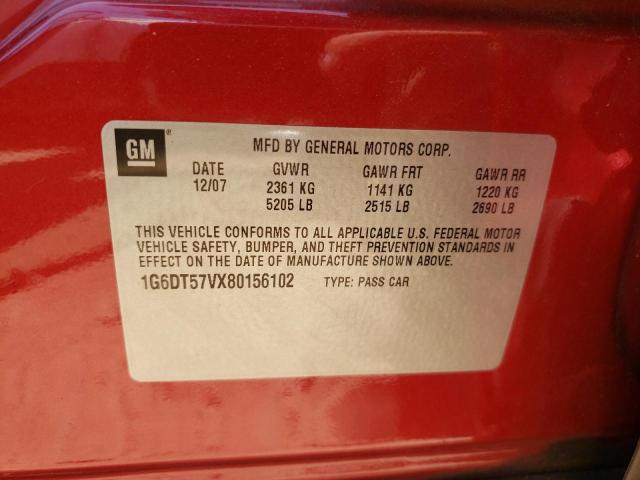 GM®
MFD BY GENERAL MOTORS CORP.
DATE GVWR GAWR FRT GAWR RR
12/07 2361 KG 1141 KG 1220 KG
5205 LB 2515 LB 2690 LB
THIS VEHICLE CONFORMS TO ALL APPLICABLE U.S. FEDERAL MOTOR
VEHICLE SAFETY, BUMPER, AND THEFT PREVENTION STANDARDS IN
EFFECT ON THE DATE OF MANUFACTURE SHOWN ABOVE.
1G6DT57VX80156102 TYPE: PASS CAR